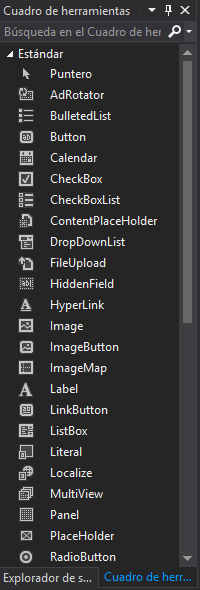 Cuadro de herramientas
Búsqueda en el Cuadro de her
Estándar
Puntero
AdRotator
BulletedList
Button
Calendar
CheckBox
CheckBoxList
ContentPlaceHolder
DropDownList
FileUpload
HiddenField
HyperLink
Image
ImageButton
ImageMap
Label
LinkButton
ListBox
Literal
Localize
MultiView
Panel
PlaceHolder
RadioButton
Explorador de s... Cuadro de herr...